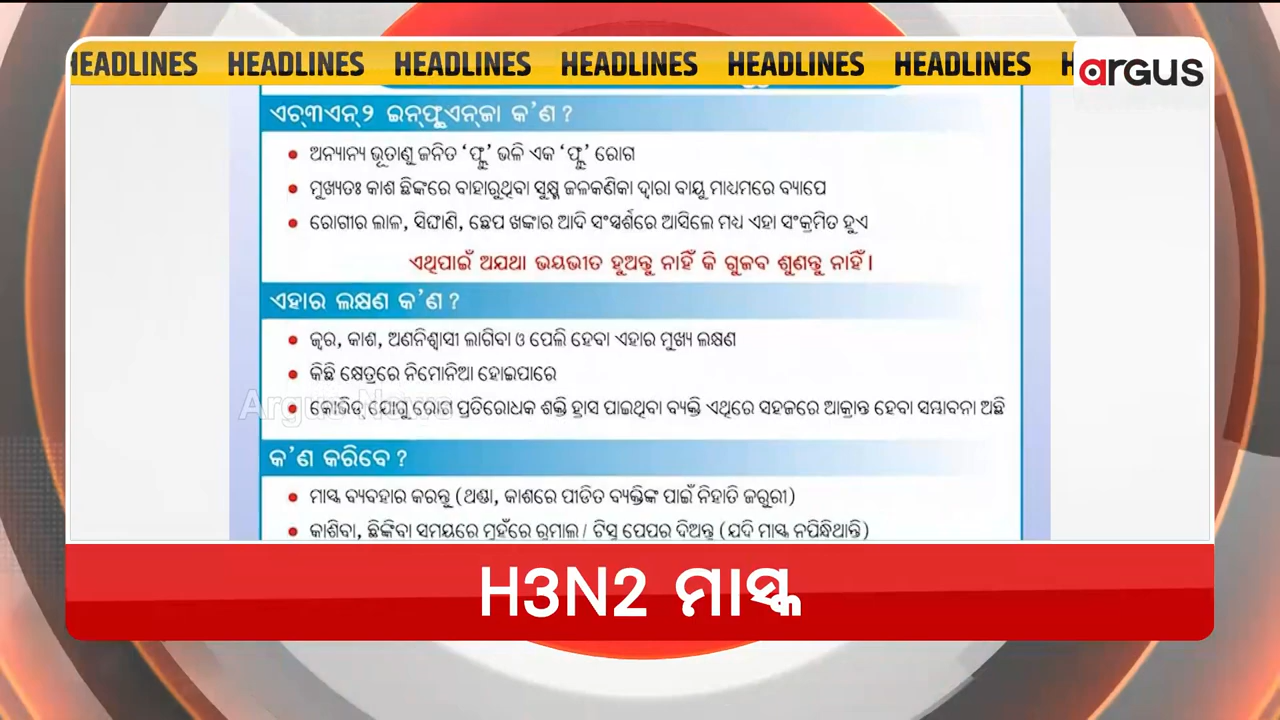 HEADLINES HEADLINES HEADLINES HEADLINES HEADLINES HEADLINES
argus
ଏଚ୍‌୩ଏନ୍‌୨ ଇନ୍‌ଫ୍ଲୁଏନ୍‌ଜା କ'ଣ ?
• ଅନ୍ୟାନ୍ୟ ଭୂତାଣୁ ଜନିତ ‘ଫ୍ଲୁ’ ଭଳି ଏକ ‘ଫ୍ଲୁ’ ରୋଗ
• ମୁଖ୍ୟତଃ କାଶ ଛିଙ୍କରେ ବାହାରୁଥିବା ସୁକ୍ଷ୍ମ ଜଳକଣିକା ଦ୍ୱାରା ବାୟୁ ମାଧ୍ୟମରେ ବ୍ୟାପେ
• ରୋଗୀର ଲାଳ, ସିଙ୍ଘାଣି, ଛେପ ଖଙ୍କାର ଆଦି ସଂସ୍ପର୍ଶରେ ଆସିଲେ ମଧ୍ୟ ଏହା ସଂକ୍ରମିତ ହୁଏ
ଏଥିପାଇଁ ଅଯଥା ଭୟଭୀତ ହୁଅନ୍ତୁ ନାହିଁ କି ଗୁଜବ ଶୁଣନ୍ତୁ ନାହିଁ ।
ଏହାର ଲକ୍ଷଣ କ'ଣ ?
• ଜ୍ୱର, କାଶ, ଅଣନିଶ୍ୱାସୀ ଲାଗିବା ଓ ପେଲି ହେବା ଏହାର ମୁଖ୍ୟ ଲକ୍ଷଣ
• କିଛି କ୍ଷେତ୍ରରେ ନିମୋନିଆ ହୋଇପାରେ
Argus News
• କୋଭିଡ୍ ଯୋଗୁ ରୋଗ ପ୍ରତିରୋଧକ ଶକ୍ତି ହ୍ରାସ ପାଇଥିବା ବ୍ୟକ୍ତି ଏଥିରେ ସହଜରେ ଆକ୍ରାନ୍ତ ହେବା ସମ୍ଭାବନା ଅଛି
କ'ଣ କରିବେ ?
• ମାସ୍କ ବ୍ୟବହାର କରନ୍ତୁ (ଥଣ୍ଡା, କାଶରେ ପୀଡିତ ବ୍ୟକ୍ତିଙ୍କ ପାଇଁ ନିହାତି ଜରୁରୀ)
• କାଶିବା, ଛିଙ୍କିବା ସମୟରେ ମୁହଁରେ ରୁମାଲ / ଟିସୁ ପେପର ଦିଅନ୍ତୁ (ଯଦି ମାସ୍କ ନପିନ୍ଧିଥାନ୍ତି)
H3N2 ମାସ୍କ